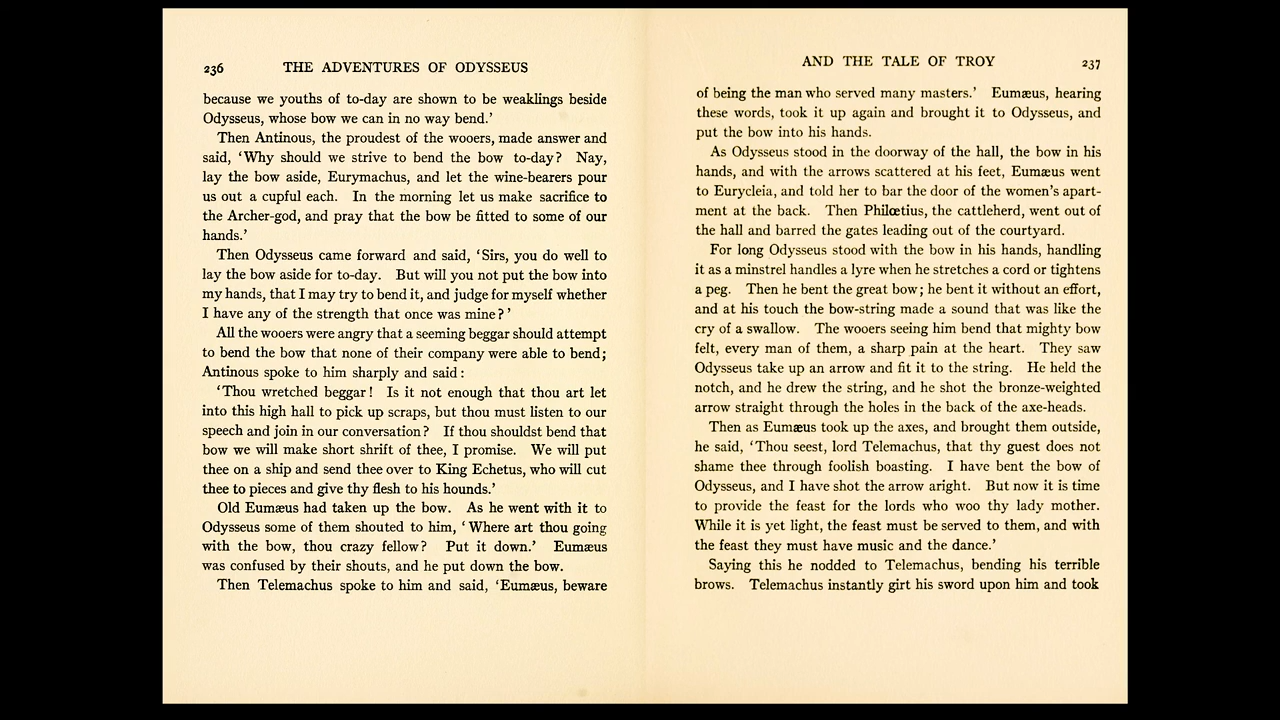 236 THE ADVENTURES OF ODYSSEUS
because we youths of to-day are shown to be weaklings beside
Odysseus, whose bow we can in no way bend.’
Then Antinous, the proudest of the wooers, made answer and
said, ‘Why should we strive to bend the bow to-day? Nay,
lay the bow aside, Eurymachus, and let the wine-bearers pour
us out a cupful each. In the morning let us make sacrifice to
the Archer-god, and pray that the bow be fitted to some of our
hands.’
Then Odysseus came forward and said, ‘Sirs, you do well to
lay the bow aside for to-day. But will you not put the bow into
my hands, that I may try to bend it, and judge for myself whether
I have any of the strength that once was mine?’
All the wooers were angry that a seeming beggar should attempt
to bend the bow that none of their company were able to bend;
Antinous spoke to him sharply and said:
‘Thou wretched beggar! Is it not enough that thou art let
into this high hall to pick up scraps, but thou must listen to our
speech and join in our conversation? If thou shouldst bend that
bow we will make short shrift of thee, I promise. We will put
thee on a ship and send thee over to King Echetus, who will cut
thee to pieces and give thy flesh to his hounds.’
Old Eumæus had taken up the bow. As he went with it to
Odysseus some of them shouted to him, ‘Where art thou going
with the bow, thou crazy fellow? Put it down.’ Eumæus
was confused by their shouts, and he put down the bow.
Then Telemachus spoke to him and said, ‘Eumæus, beware
AND THE TALE OF TROY 237
of being the man who served many masters.’ Eumæus, hearing
these words, took it up again and brought it to Odysseus, and
put the bow into his hands.
As Odysseus stood in the doorway of the hall, the bow in his
hands, and with the arrows scattered at his feet, Eumæus went
to Eurycleia, and told her to bar the door of the women’s apart-
ment at the back. Then Philœtius, the cattleherd, went out of
the hall and barred the gates leading out of the courtyard.
For long Odysseus stood with the bow in his hands, handling
it as a minstrel handles a lyre when he stretches a cord or tightens
a peg. Then he bent the great bow; he bent it without an effort,
and at his touch the bow-string made a sound that was like the
cry of a swallow. The wooers seeing him bend that mighty bow
felt, every man of them, a sharp pain at the heart. They saw
Odysseus take up an arrow and fit it to the string. He held the
notch, and he drew the string, and he shot the bronze-weighted
arrow straight through the holes in the back of the axe-heads.
Then as Eumæus took up the axes, and brought them outside,
he said, ‘Thou seest, lord Telemachus, that thy guest does not
shame thee through foolish boasting. I have bent the bow of
Odysseus, and I have shot the arrow aright. But now it is time
to provide the feast for the lords who woo thy lady mother.
While it is yet light, the feast must be served to them, and with
the feast they must have music and the dance.’
Saying this he nodded to Telemachus, bending his terrible
brows. Telemachus instantly girt his sword upon him and took